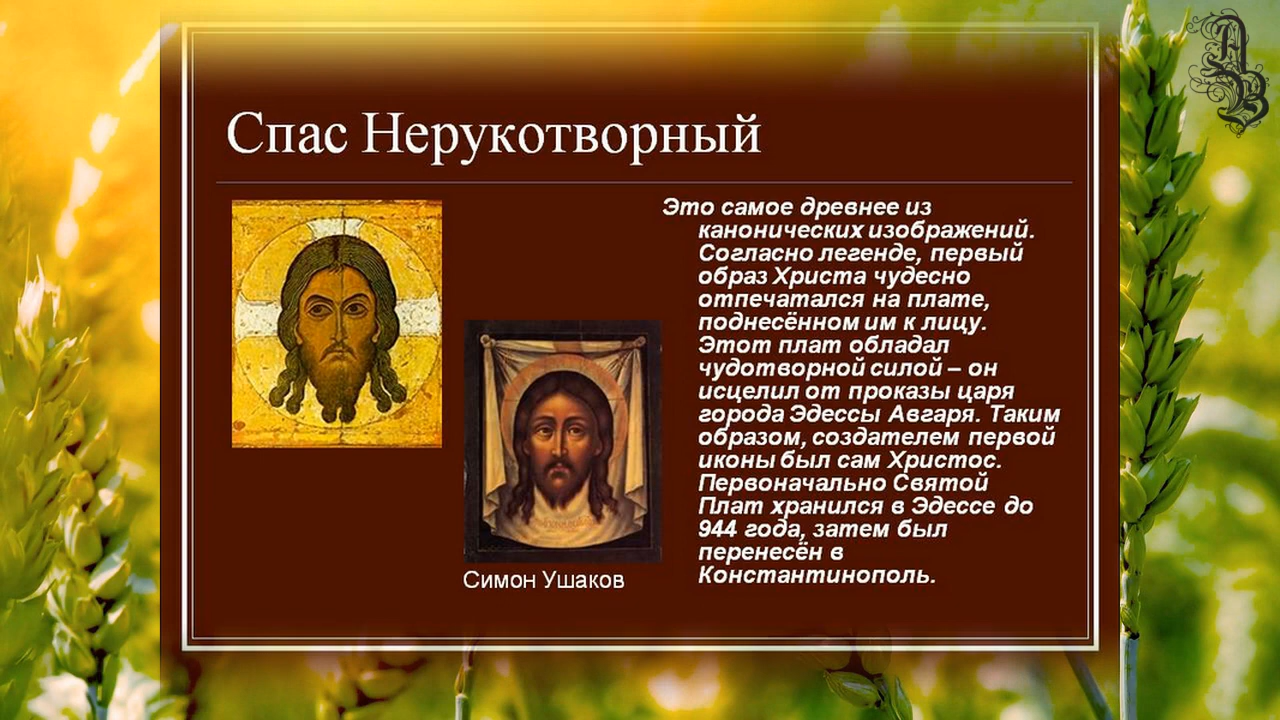 Спас Нерукотворный
Это самое древнее из
канонических изображений.
Согласно легенде, первый
образ Христа чудесно
отпечатался на плате,
поднесённом им к лицу.
Этот плат обладал
чудотворной силой – он
исцелил от проказы царя
города Эдессы Авгаря. Таким
образом, создателем первой
иконы был сам Христос.
Первоначально Святой
Плат хранился в Эдессе до
944 года, затем был
перенесён в
Константинополь.
Симон Ушаков